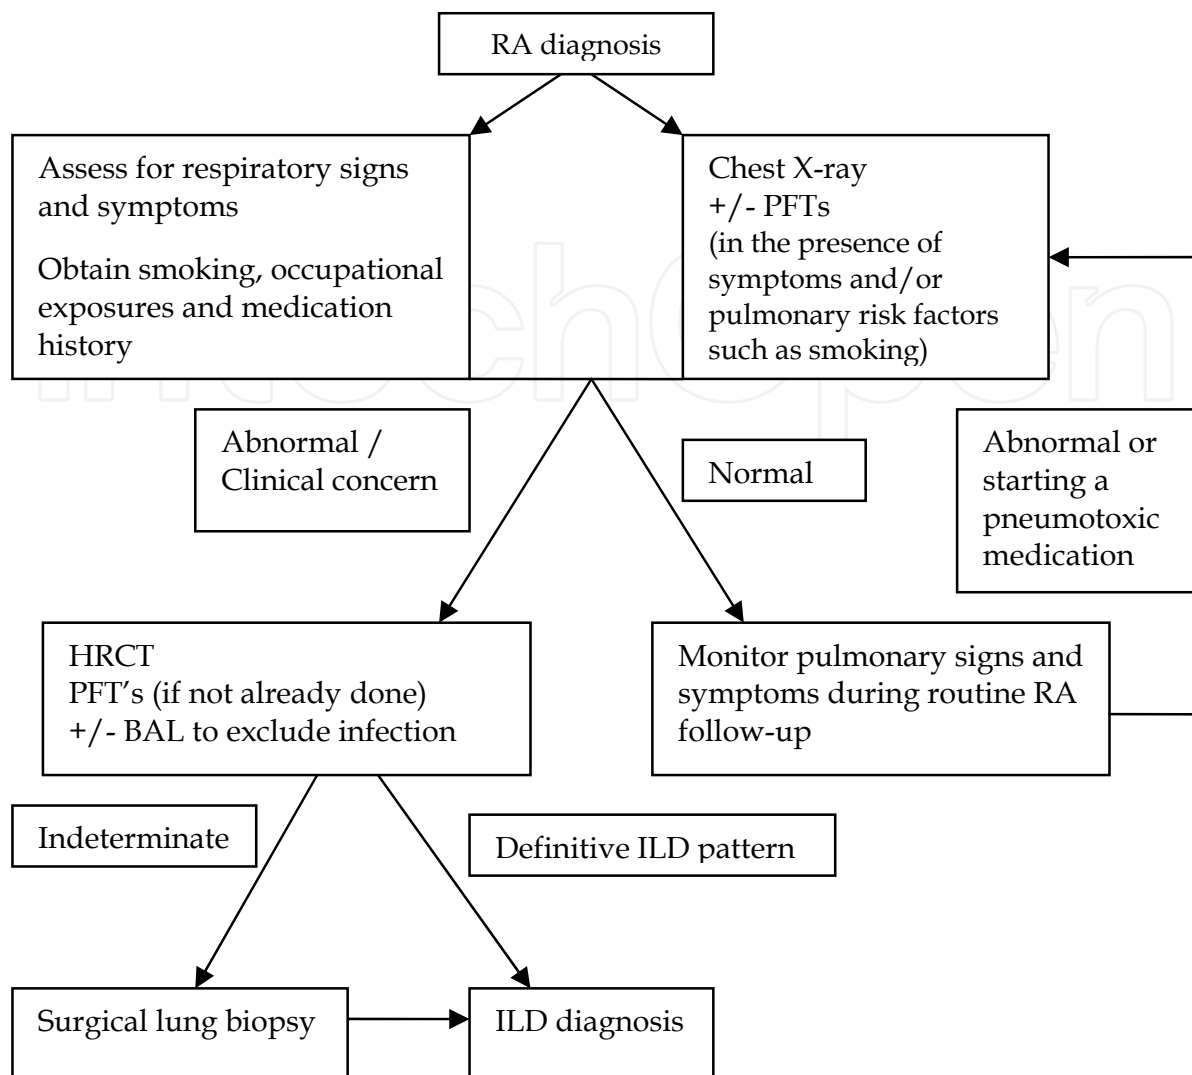 RA diagnosis
Assess for respiratory signs
and symptoms
Obtain smoking, occupational
exposures and medication
history
Chest X-ray
+/- PFTs
(in the presence of
symptoms and/or
pulmonary risk factors
such as smoking)
Abnormal /
Clinical concern
Normal
Abnormal or
starting a
pneumotoxic
medication
HRCT
PFT's (if not already done)
+/- BAL to exclude infection
Monitor pulmonary signs and
symptoms during routine RA
follow-up
Indeterminate
Definitive ILD pattern
Surgical lung biopsy
ILD diagnosis
IntechOpen